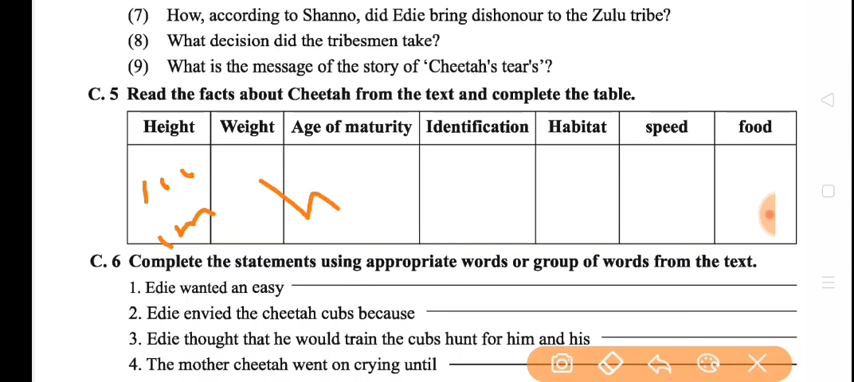 (7) How, according to Shanno, did Edie bring dishonour to the Zulu tribe?
(8) What decision did the tribesmen take?
(9) What is the message of the story of ‘Cheetah's tear's’?
C. 5 Read the facts about Cheetah from the text and complete the table.
Height Weight Age of maturity Identification Habitat speed food
C. 6 Complete the statements using appropriate words or group of words from the text.
1. Edie wanted an easy
2. Edie envied the cheetah cubs because
3. Edie thought that he would train the cubs hunt for him and his
4. The mother cheetah went on crying until